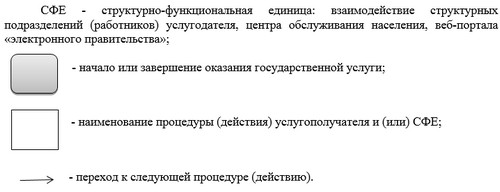 СФЕ - структурно-функциональная единица: взаимодействие структурных
подразделений (работников) услугодателя, центра обслуживания населения, веб-портала
«электронного правительства»;
- начало или завершение оказания государственной услуги;
- наименование процедуры (действия) услугополучателя и (или) СФЕ;
- переход к следующей процедуре (действию).